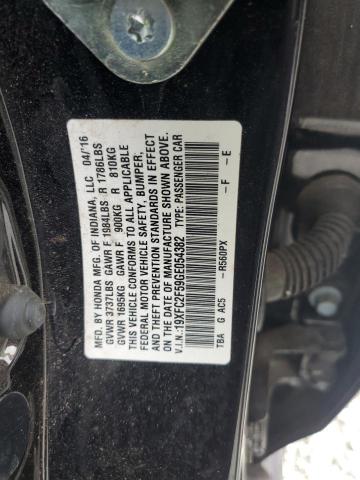 MFD. BY HONDA MFG. OF INDIANA, LLC 04/'16
GVWR 3737LBS GAWR F 1984LBS R 1786LBS
GVWR 1695KG GAWR F 900KG R 810KG
THIS VEHICLE CONFORMS TO ALL APPLICABLE
FEDERAL MOTOR VEHICLE SAFETY, BUMPER,
AND THEFT PREVENTION STANDARDS IN EFFECT
ON THE DATE OF MANUFACTURE SHOWN ABOVE.
V.I.N.:19XFC2F59GE054382 TYPE: PASSENGER CAR
-R56DPX -F -E
TBA G AC5